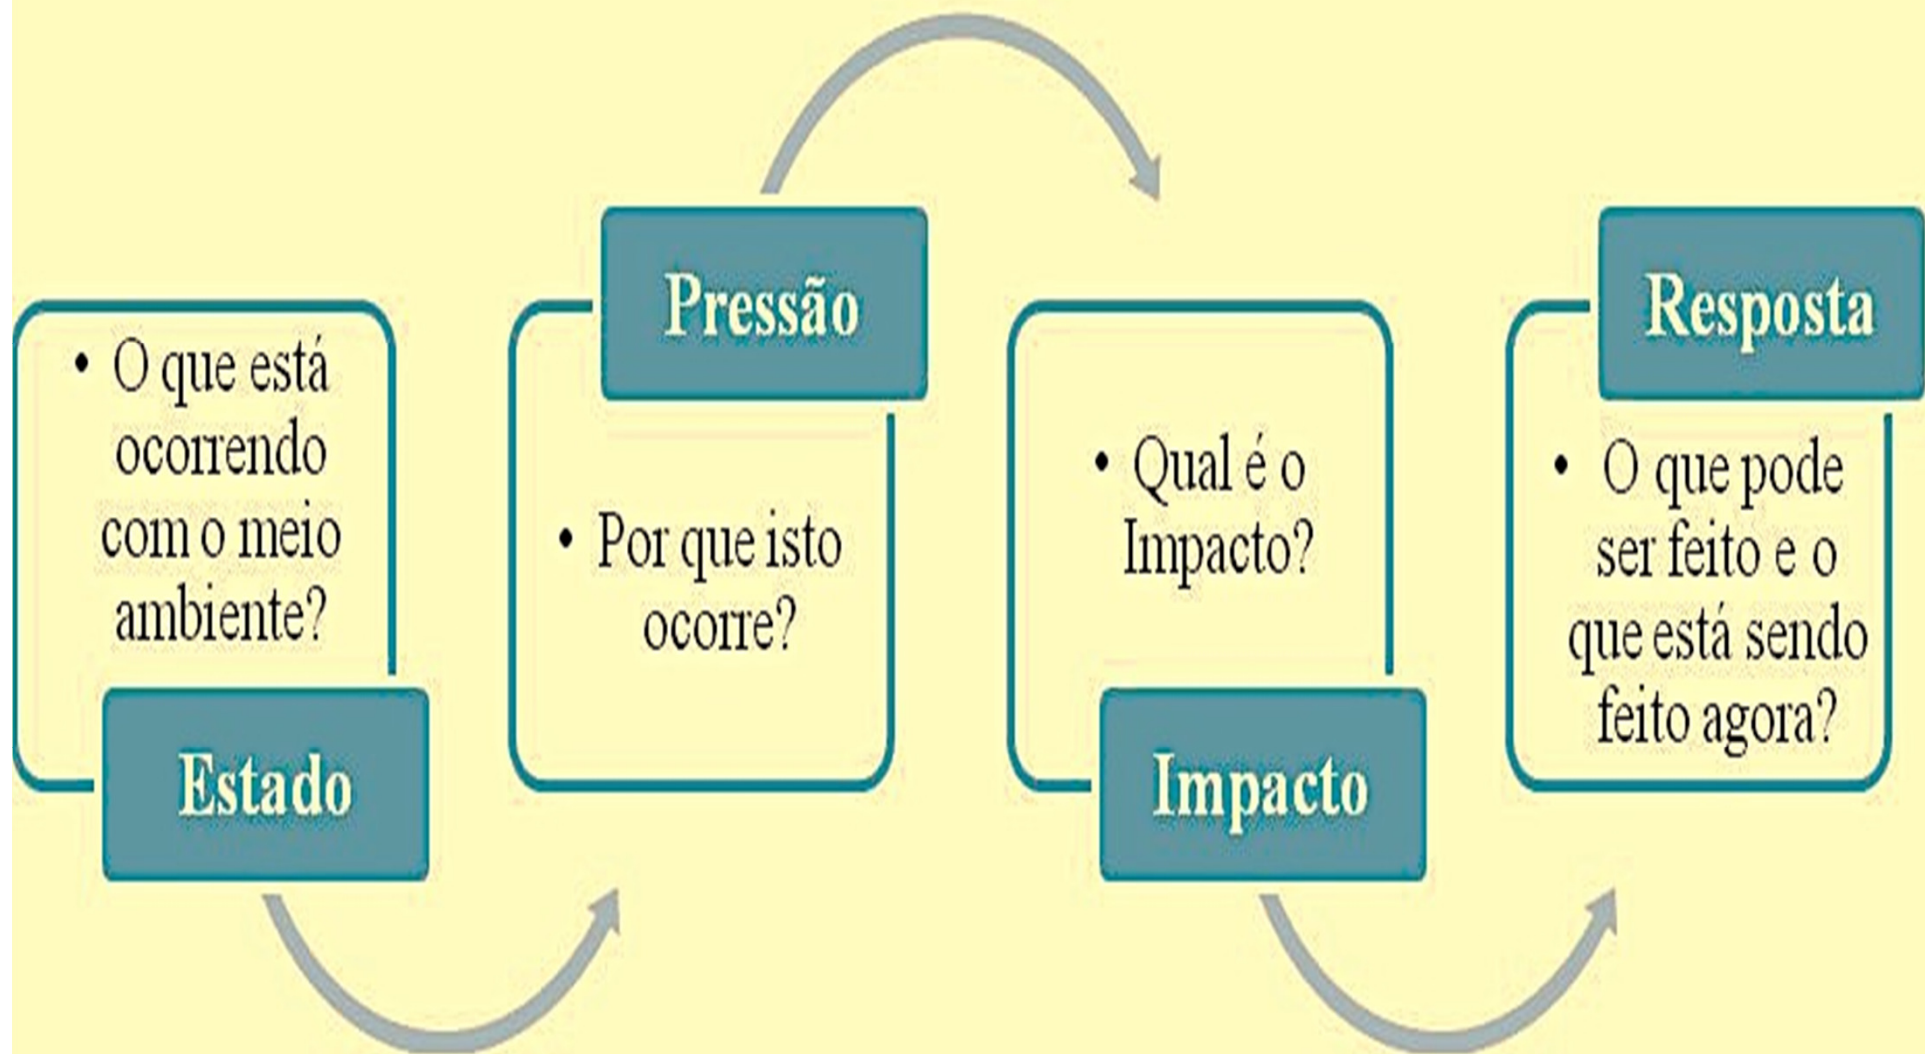 • O que está
ocorrendo
com o meio
ambiente?
Estado
Pressão
• Por que isto
ocorre?
• Qual é o
Impacto?
Impacto
Resposta
• O que pode
ser feito e o
que está sendo
feito agora?